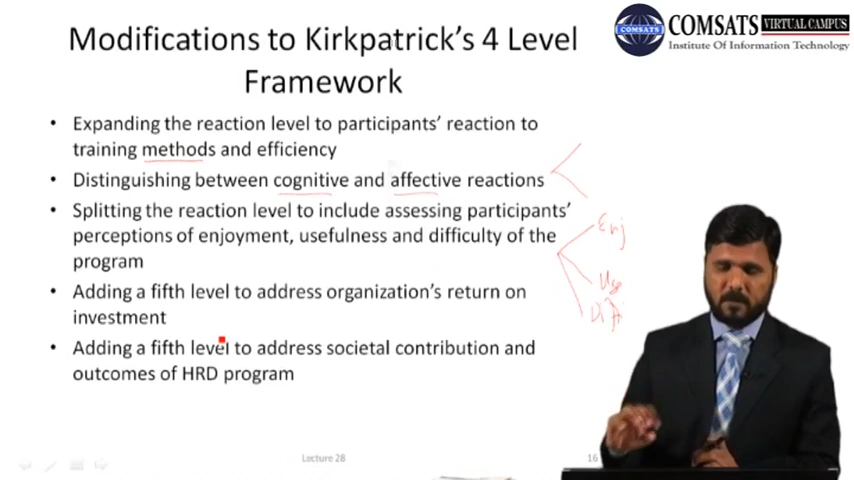 Modifications to Kirkpatrick's 4 Level
Framework
COMSATS VIRTUAL CAMPUS
Institute Of Information Technology
COMSATS
• Expanding the reaction level to participants' reaction to
training methods and efficiency
• Distinguishing between cognitive and affective reactions
• Splitting the reaction level to include assessing participants'
perceptions of enjoyment, usefulness and difficulty of the
program
Enj
Use
Diff
• Adding a fifth level to address organization's return on
investment
• Adding a fifth level to address societal contribution and
outcomes of HRD program
Lecture 28
16